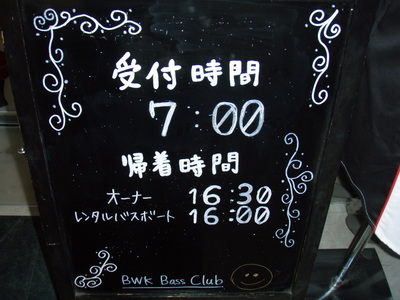 受付時間
7:00
帰着時間
オーナー 16:30
レンタルバスボート 16:00
BWK Bass Club